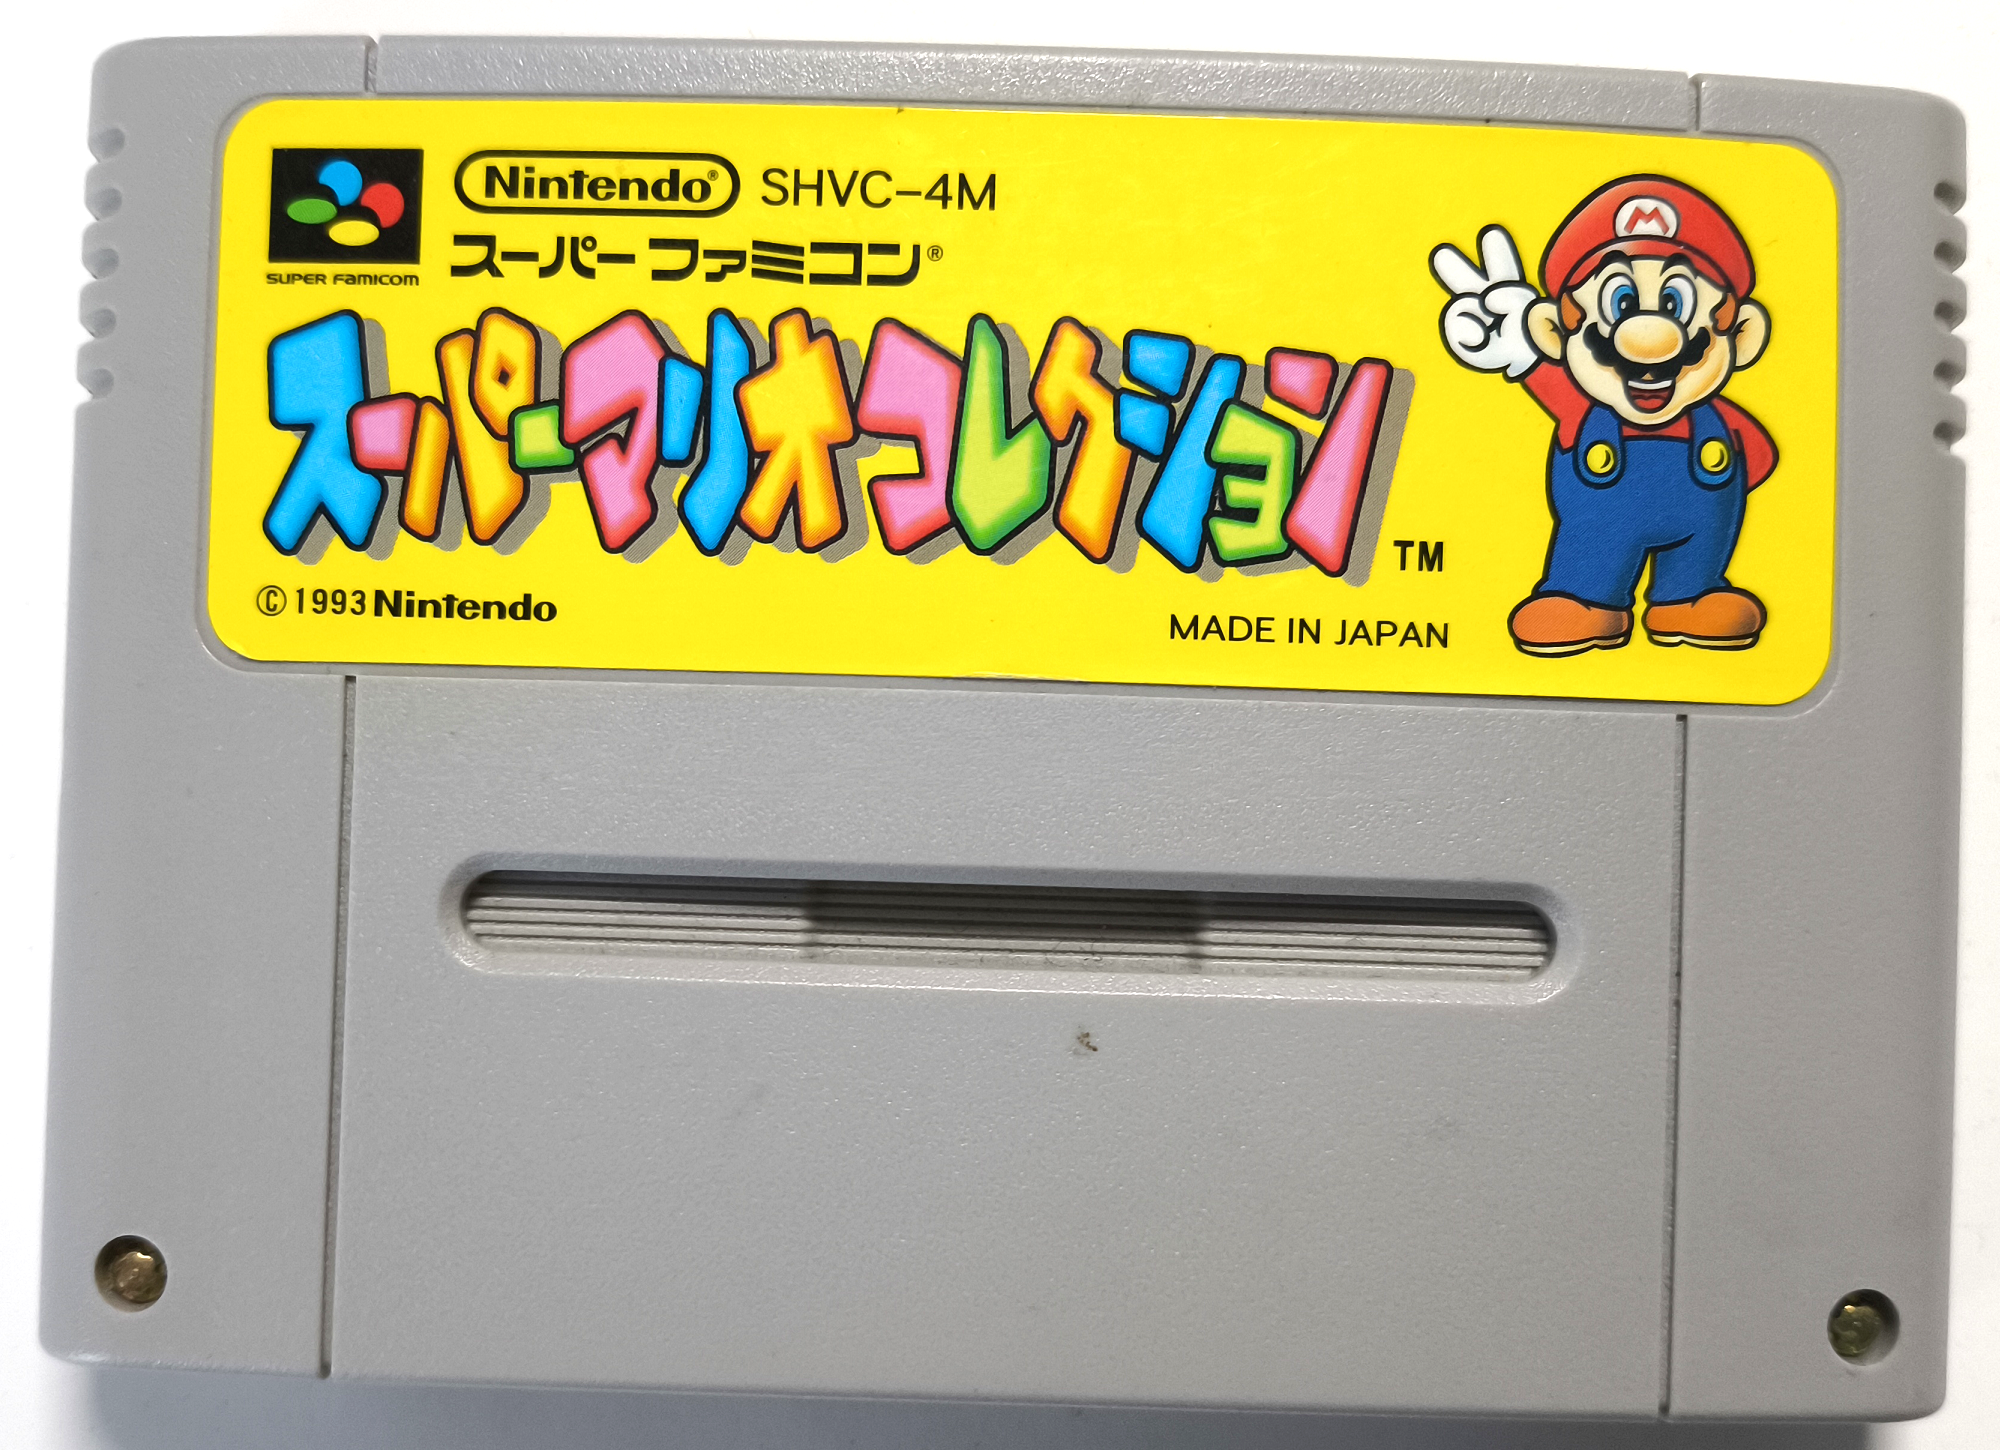 Nintendo® SHVC-4M
SUPER FAMICOM
スーパーファミコン®
スーパーマリオコレクション TM
M
©1993 Nintendo
MADE IN JAPAN